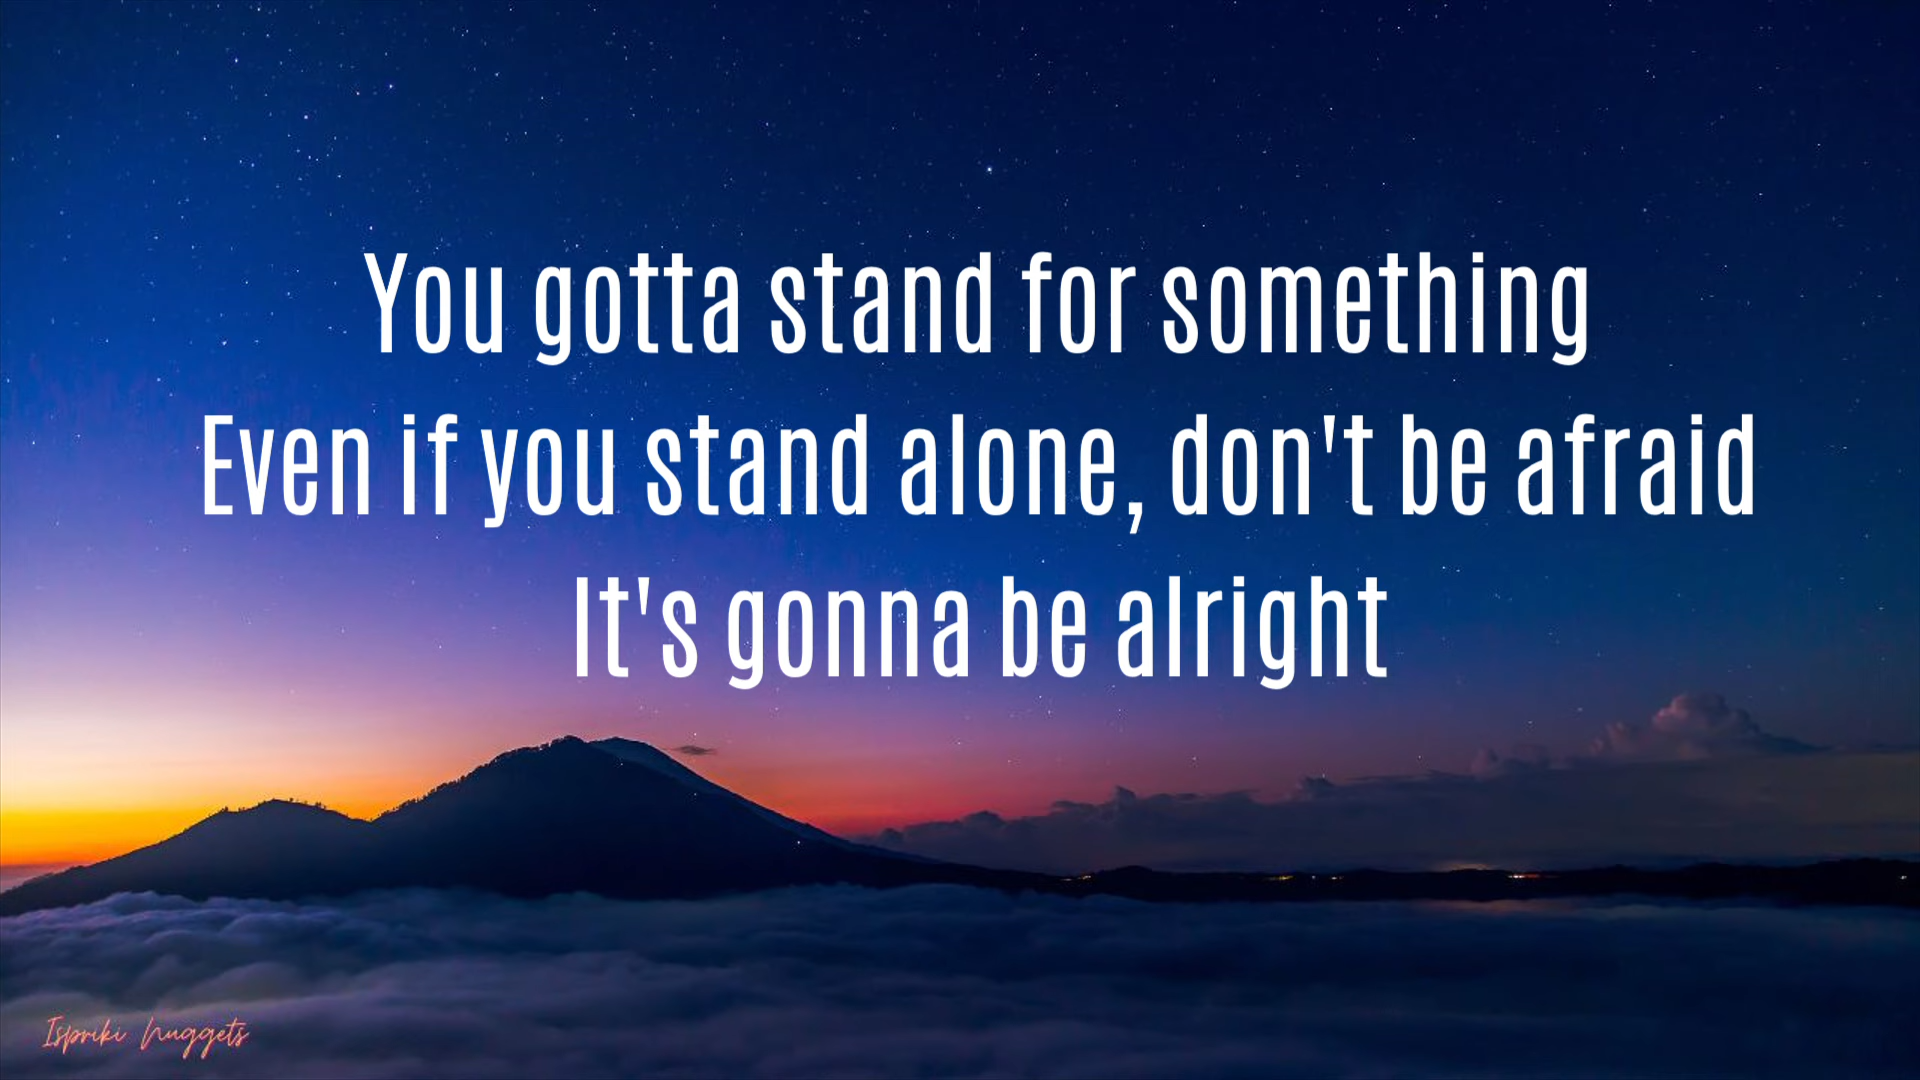 You gotta stand for something
Even if you stand alone, don't be afraid
It's gonna be alright
Ispriki Nuggets